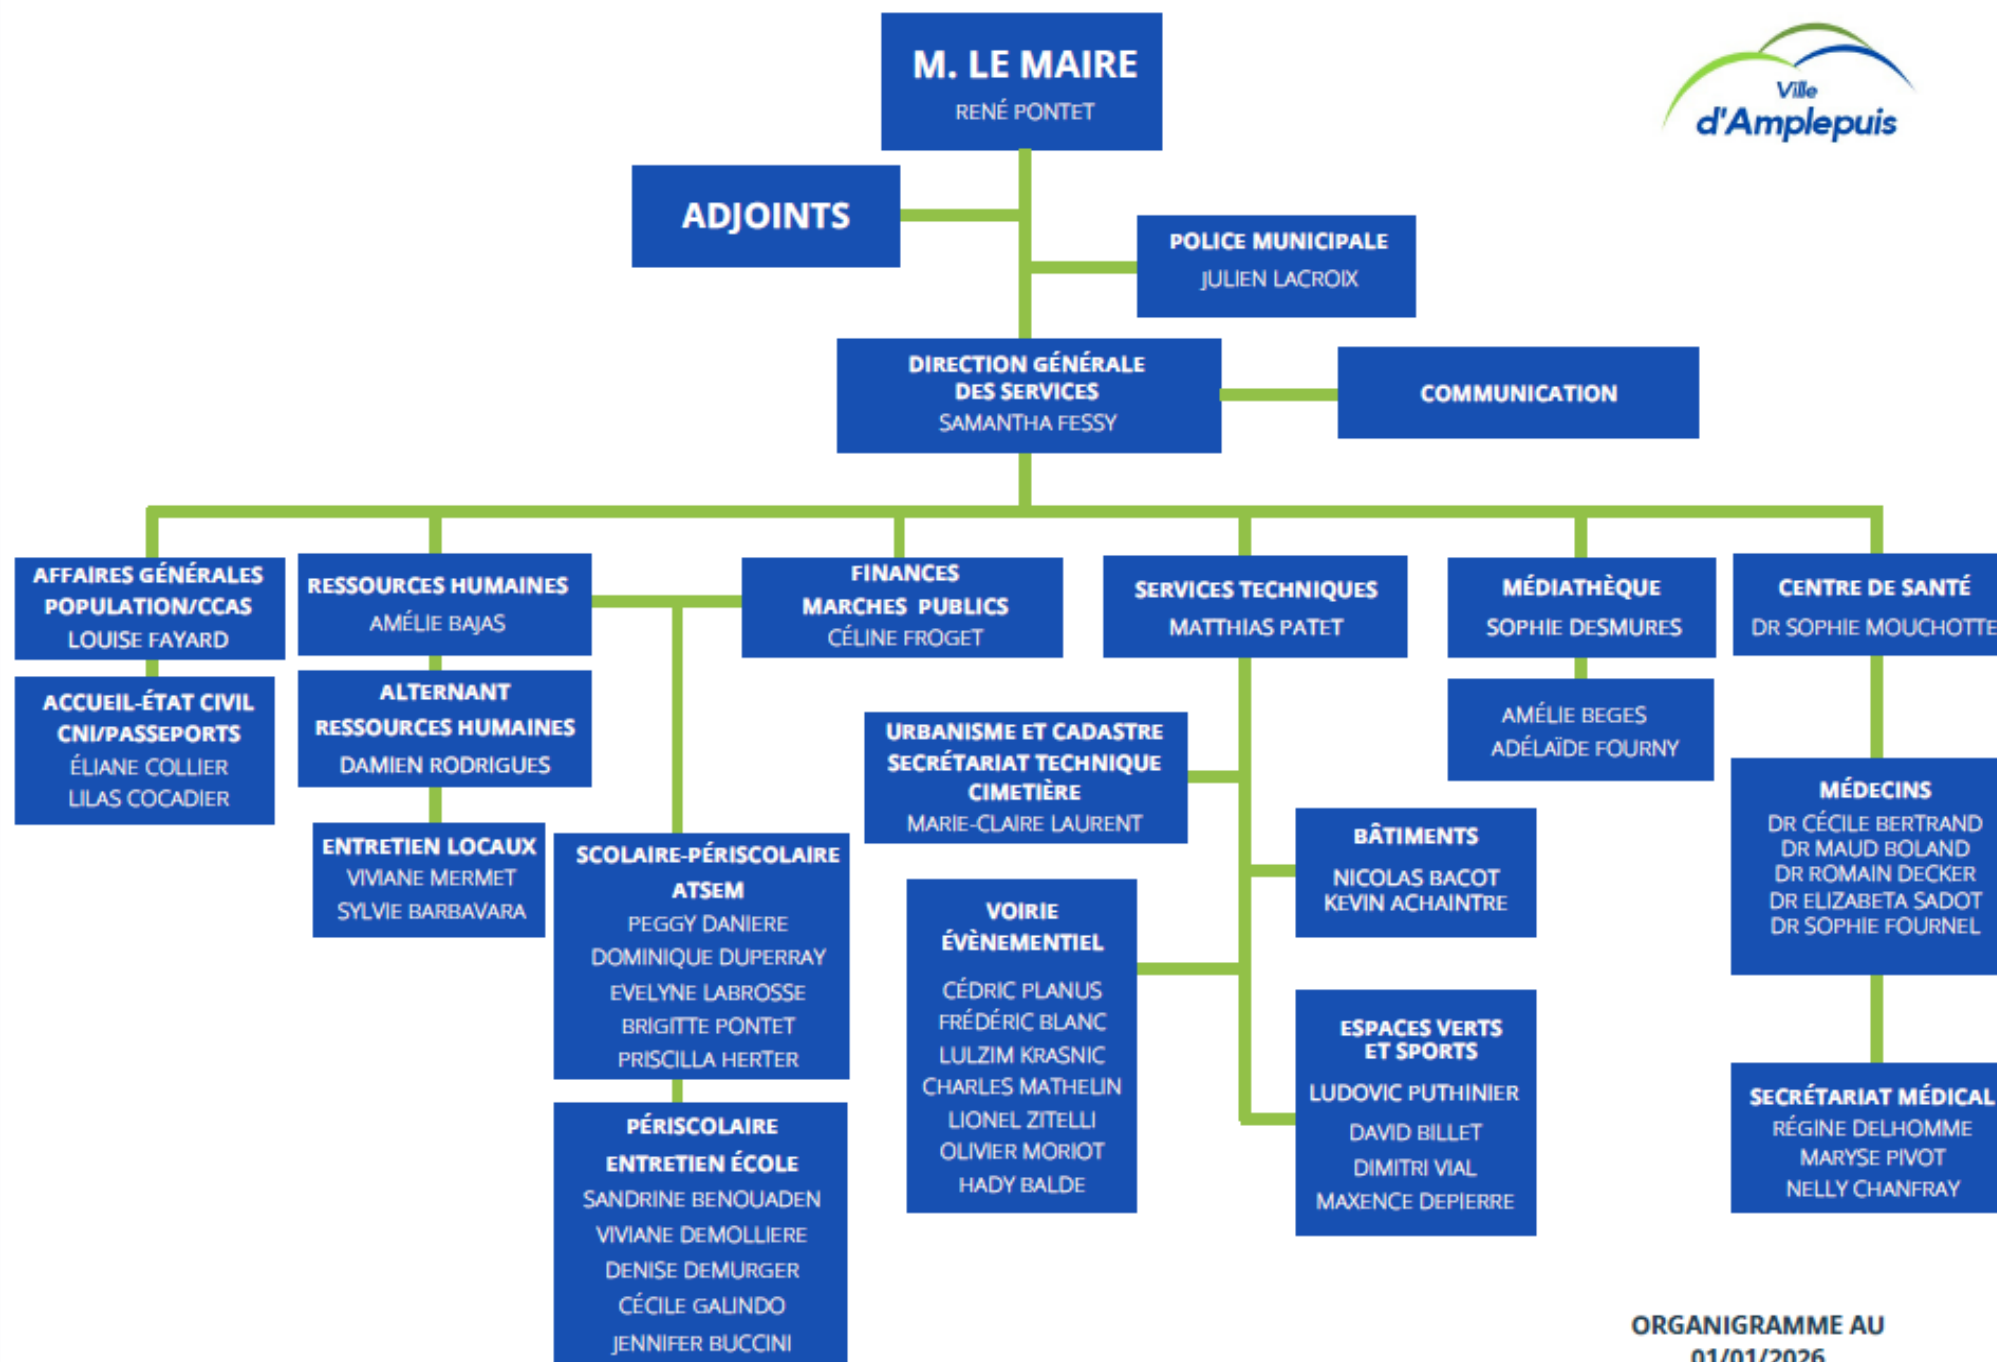 M. LE MAIRE
RENÉ PONTET
Ville
d'Amplepuis
ADJOINTS
POLICE MUNICIPALE
JULIEN LACROIX
DIRECTION GÉNÉRALE
DES SERVICES
SAMANTHA FESSY
COMMUNICATION
AFFAIRES GÉNÉRALES
POPULATION/CCAS
LOUISE FAYARD
RESSOURCES HUMAINES
AMÉLIE BAJAS
FINANCES
MARCHES PUBLICS
CÉLINE FROGET
SERVICES TECHNIQUES
MATTHIAS PATET
MÉDIATHÈQUE
SOPHIE DESMURES
CENTRE DE SANTÉ
DR SOPHIE MOUCHOTTE
ACCUEIL-ÉTAT CIVIL
CNI/PASSEPORTS
ÉLIANE COLLIER
LILAS COCADIER
ALTERNANT
RESSOURCES HUMAINES
DAMIEN RODRIGUES
ENTRETIEN LOCAUX
VIVIANE MERMET
SYLVIE BARBAVARA
SCOLAIRE-PÉRISCOLAIRE
ATSEM
PEGGY DANIERE
DOMINIQUE DUPERRAY
EVELYNE LABROSSE
BRIGITTE PONTET
PRISCILLA HERTER
PÉRISCOLAIRE
ENTRETIEN ÉCOLE
SANDRINE BENOUADEN
VIVIANE DEMOLLIERE
DENISE DEMURGER
CÉCILE GALINDO
JENNIFER BUCCINI
URBANISME ET CADASTRE
SECRÉTARIAT TECHNIQUE
CIMETIÈRE
MARIE-CLAIRE LAURENT
VOIRIE
ÉVÈNEMENTIEL
CÉDRIC PLANUS
FRÉDÉRIC BLANC
LULZIM KRASNIC
CHARLES MATHELIN
LIONEL ZITELLI
OLIVIER MORIOT
HADY BALDE
BÂTIMENTS
NICOLAS BACOT
KEVIN ACHAINTRE
ESPACES VERTS
ET SPORTS
LUDOVIC PUTHINIER
DAVID BILLET
DIMITRI VIAL
MAXENCE DEPIERRE
AMÉLIE BEGES
ADÉLAÏDE FOURNY
MÉDECINS
DR CÉCILE BERTRAND
DR MAUD BOLAND
DR ROMAIN DECKER
DR ELIZABETA SADOT
DR SOPHIE FOURNEL
SECRÉTARIAT MÉDICAL
RÉGINE DELHOMME
MARYSE PIVOT
NELLY CHANFRAY
ORGANIGRAMME AU
01/01/2026